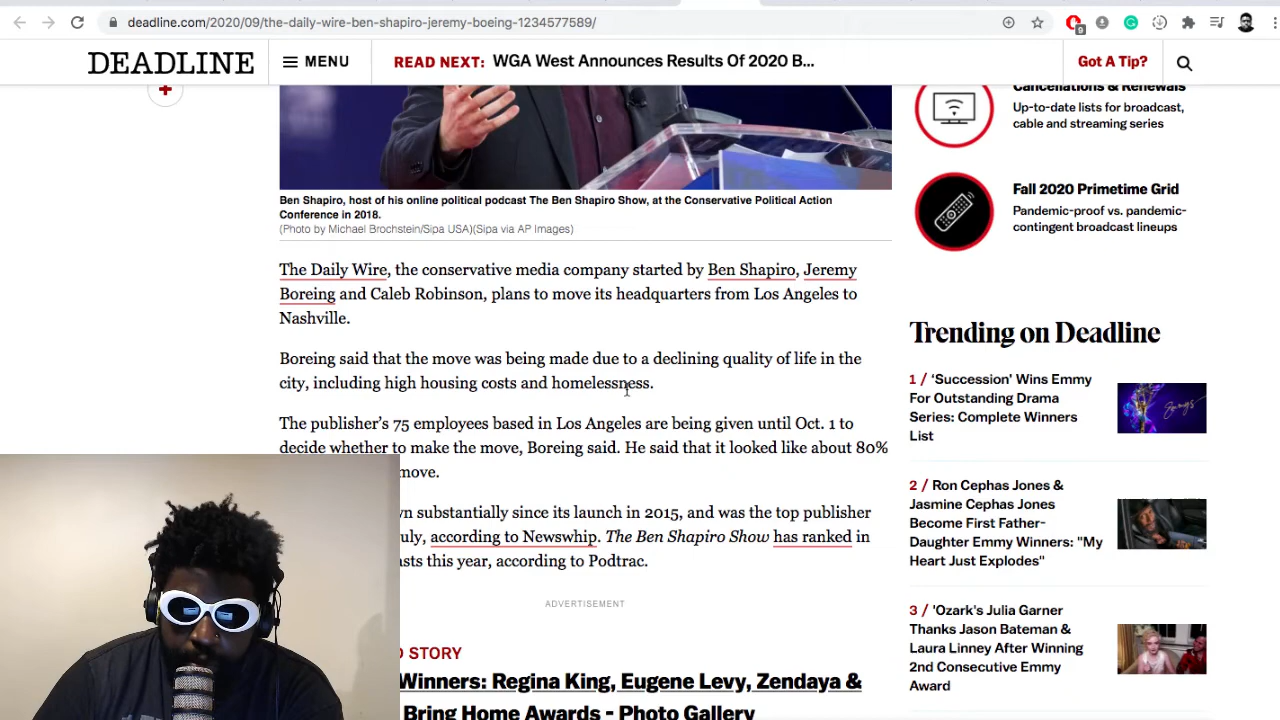 deadline.com/2020/09/the-daily-wire-ben-shapiro-jeremy-boeing-1234577589/
9
DEADLINE
MENU
READ NEXT: WGA West Announces Results Of 2020 B...
Got A Tip?
Ben Shapiro, host of his online political podcast The Ben Shapiro Show, at the Conservative Political Action
Conference in 2018.
(Photo by Michael Brochstein/Sipa USA)(Sipa via AP Images)
The Daily Wire, the conservative media company started by Ben Shapiro, Jeremy
Boreing and Caleb Robinson, plans to move its headquarters from Los Angeles to
Nashville.
Boreing said that the move was being made due to a declining quality of life in the
city, including high housing costs and homelessness.
The publisher's 75 employees based in Los Angeles are being given until Oct. 1 to
decide whether to make the move, Boreing said. He said that it looked like about 80%
move.
wn substantially since its launch in 2015, and was the top publisher
uly, according to Newswhip. The Ben Shapiro Show has ranked in
asts this year, according to Podtrac.
ADVERTISEMENT
D STORY
Winners: Regina King, Eugene Levy, Zendaya &
Bring Home Awards - Photo Gallery
Cancellations & Renewals
Up-to-date lists for broadcast,
cable and streaming series
Fall 2020 Primetime Grid
Pandemic-proof vs. pandemic-
contingent broadcast lineups
Trending on Deadline
1 / 'Succession' Wins Emmy
For Outstanding Drama
Series: Complete Winners
List
2 / Ron Cephas Jones &
Jasmine Cephas Jones
Become First Father-
Daughter Emmy Winners: "My
Heart Just Explodes"
3 / 'Ozark's Julia Garner
Thanks Jason Bateman &
Laura Linney After Winning
2nd Consecutive Emmy
Award